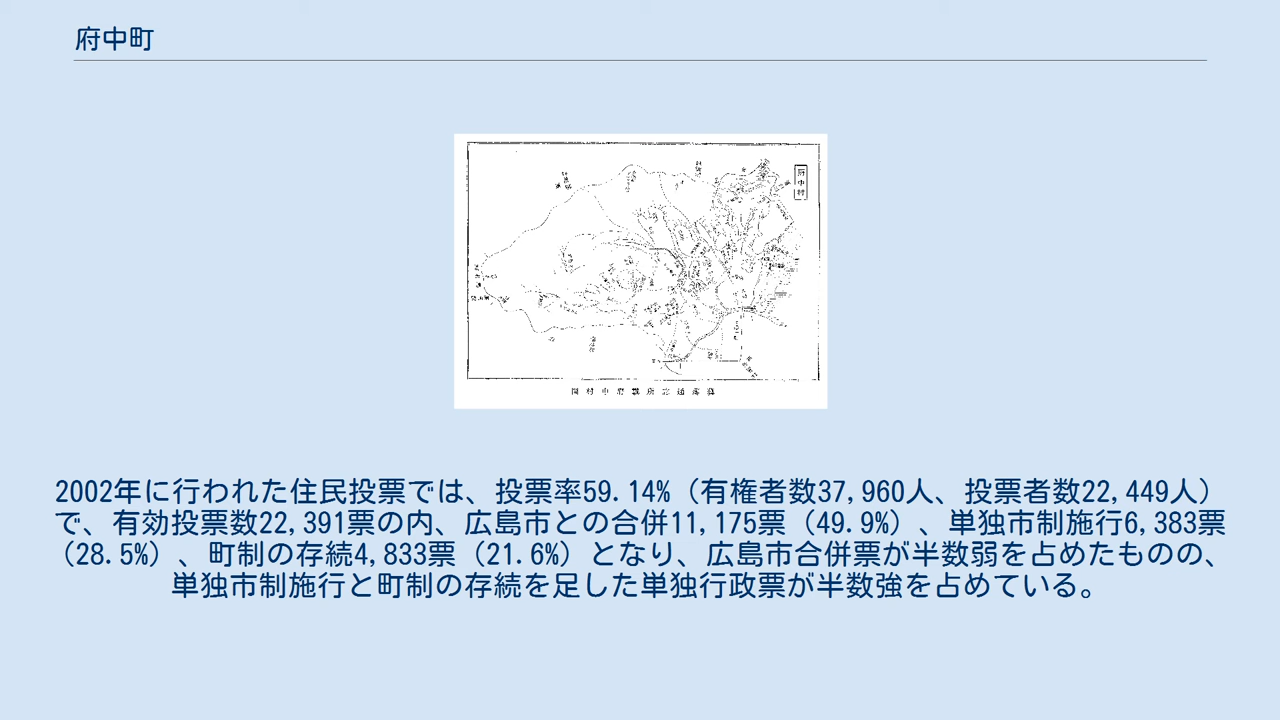 府中町
府中村
2002年に行われた住民投票では、投票率59.14%（有権者数37,960人、投票者数22,449人）
で、有効投票数22,391票の内、広島市との合併11,175票（49.9%）、単独市制施行6,383票
（28.5%）、町制の存続4,833票（21.6%）となり、広島市合併票が半数弱を占めたものの、
単独市制施行と町制の存続を足した単独行政票が半数強を占めている。